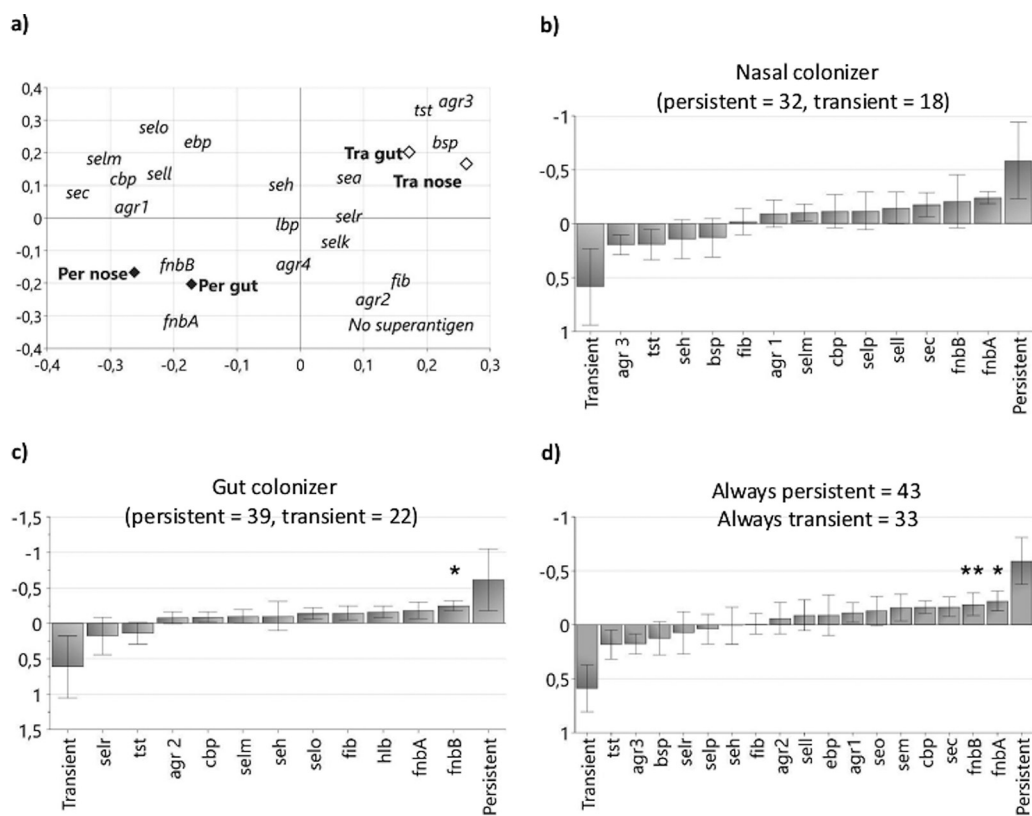 a)
0,4
0,3
0,2
0,1
0
-0,1
-0,2
-0,3
-0,4
-0,4
-0,3
-0,2
-0,1
0
0,1
0,2
0,3
tst
agr3
selo
ebp
bsp
Tra gut
selm
sell
seh
sea
Tra nose
sec
cbp
agr1
lbp
selr
selk
Per nose
fnbB
agr4
Per gut
fib
agr2
fnbA
No superantigen
b)
Nasal colonizer
(persistent = 32, transient = 18)
-1
-0,5
0
0,5
1
Transient
agr 3
tst
seh
bsp
fib
agr 1
selm
cbp
selp
sell
sec
fnbB
fnbA
Persistent
c)
Gut colonizer
(persistent = 39, transient = 22)
-1,5
-1
-0,5
0
0,5
1
1,5
*
Transient
selr
tst
agr 2
cbp
selm
seh
selo
fib
hlb
fnbA
fnbB
Persistent
d)
Always persistent = 43
Always transient = 33
-1
-0,5
0
0,5
1
** *
Transient
tst
agr3
bsp
selr
selp
seh
fib
agr2
sell
ebp
agr1
seo
sem
cbp
sec
fnbB
fnbA
Persistent